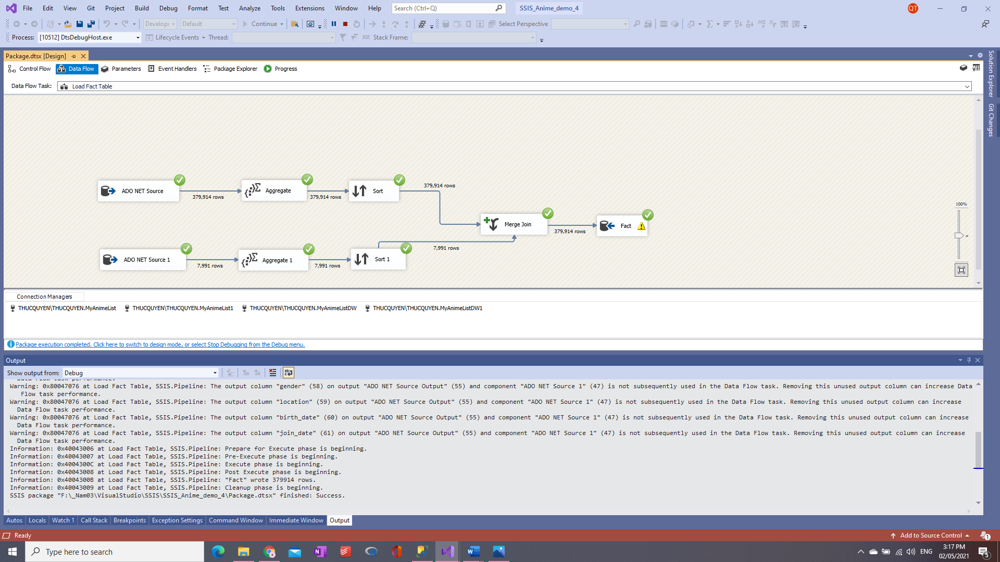 File Edit View Git Project Build Debug Format Test Analyze Tools Extensions Window Help Search (Ctrl+Q) SSIS_Anime_demo_4 QT
Develop Default Continue Select Perspective
Process: [10512] DtsDebugHost.exe Lifecycle Events Thread: Stack Frame:
Package.dtsx [Design]
Control Flow Data Flow Parameters Event Handlers Package Explorer Progress
Data Flow Task: Load Fact Table
Solution Explorer
Git Changes
379,914 rows
ADO NET Source Aggregate Sort
379,914 rows 379,914 rows
100%
Merge Join Fact
379,914 rows
7,991 rows
ADO NET Source 1 Aggregate 1 Sort 1
7,991 rows 7,991 rows
Connection Managers
THUCQUYEN\THUCQUYEN.MyAnimeList THUCQUYEN\THUCQUYEN.MyAnimeList1 THUCQUYEN\THUCQUYEN.MyAnimeListDW THUCQUYEN\THUCQUYEN.MyAnimeListDW1
Package execution completed. Click here to switch to design mode, or select Stop Debugging from the Debug menu.
Output
Show output from: Debug
Data Flow task performance.
Warning: 0x80047076 at Load Fact Table, SSIS.Pipeline: The output column "gender" (58) on output "ADO NET Source Output" (55) and component "ADO NET Source 1" (47) is not subsequently used in the Data Flow task. Removing this unused output column can increase Data
Flow task performance.
Warning: 0x80047076 at Load Fact Table, SSIS.Pipeline: The output column "location" (59) on output "ADO NET Source Output" (55) and component "ADO NET Source 1" (47) is not subsequently used in the Data Flow task. Removing this unused output column can increase
Data Flow task performance.
Warning: 0x80047076 at Load Fact Table, SSIS.Pipeline: The output column "birth_date" (60) on output "ADO NET Source Output" (55) and component "ADO NET Source 1" (47) is not subsequently used in the Data Flow task. Removing this unused output column can increase
Data Flow task performance.
Warning: 0x80047076 at Load Fact Table, SSIS.Pipeline: The output column "join_date" (61) on output "ADO NET Source Output" (55) and component "ADO NET Source 1" (47) is not subsequently used in the Data Flow task. Removing this unused output column can increase
Data Flow task performance.
Information: 0x40043006 at Load Fact Table, SSIS.Pipeline: Prepare for Execute phase is beginning.
Information: 0x40043007 at Load Fact Table, SSIS.Pipeline: Pre-Execute phase is beginning.
Information: 0x4004300C at Load Fact Table, SSIS.Pipeline: Execute phase is beginning.
Information: 0x40043008 at Load Fact Table, SSIS.Pipeline: Post Execute phase is beginning.
Information: 0x4004300B at Load Fact Table, SSIS.Pipeline: "Fact" wrote 379914 rows.
Information: 0x40043009 at Load Fact Table, SSIS.Pipeline: Cleanup phase is beginning.
SSIS package "F:\_Nam03\VisualStudio\SSIS\SSIS_Anime_demo_4\Package.dtsx" finished: Success.
Autos Locals Watch 1 Call Stack Breakpoints Exception Settings Command Window Immediate Window Output
Ready Add to Source Control 1
Type here to search ENG 3:17 PM
02/05/2021 5